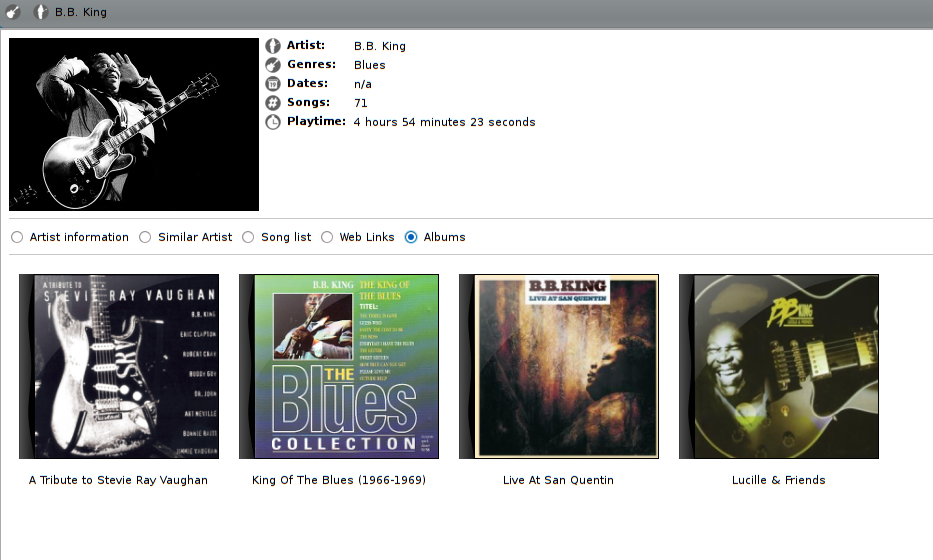 B.B. King
Artist: B.B. King
Genres: Blues
Dates: n/a
Songs: 71
Playtime: 4 hours 54 minutes 23 seconds
Artist information Similar Artist Song list Web Links Albums
A TRIBUTE TO
STEVIE RAY VAUGHAN
B.B. KING
ERIC CLAPTON
ROBERT CRAY
BUDDY GUY
DR. JOHN
ART NEVILLE
BONNIE RAITT
JIMMIE VAUGHAN
SRV
B.B. KING
THE KING OF
THE BLUES
TITEL:
THE
Blues
COLLECTION
B.B. KING
LIVE AT SAN QUENTIN
BB KING
LUCILLE & FRIENDS
A Tribute to Stevie Ray Vaughan
King Of The Blues (1966-1969)
Live At San Quentin
Lucille & Friends